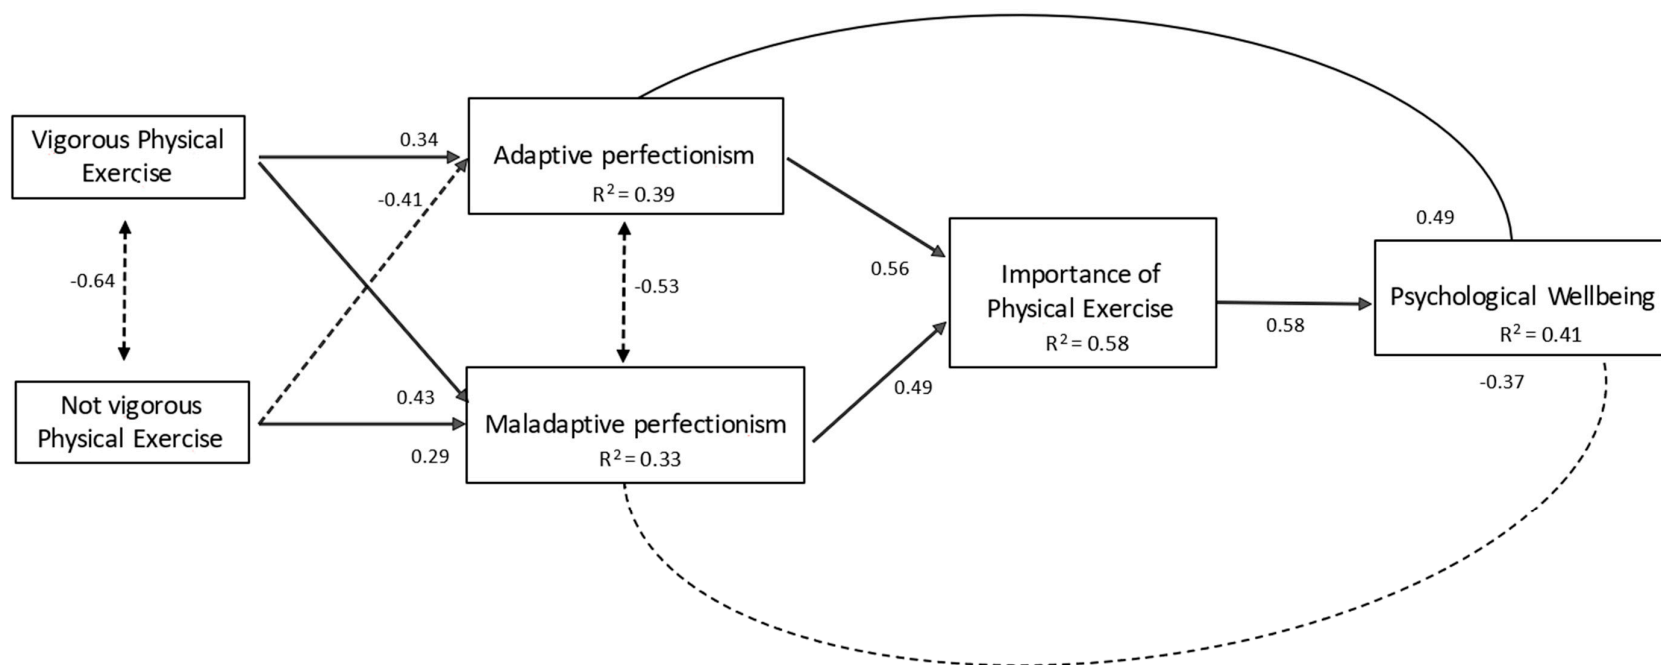 Vigorous Physical
Exercise
-0.64
Not vigorous
Physical Exercise
0.34
-0.41
0.43
0.29
Adaptive perfectionism
R² = 0.39
-0.53
Maladaptive perfectionism
R² = 0.33
0.56
0.49
Importance of
Physical Exercise
R² = 0.58
0.58
0.49
Psychological Wellbeing
R² = 0.41
-0.37